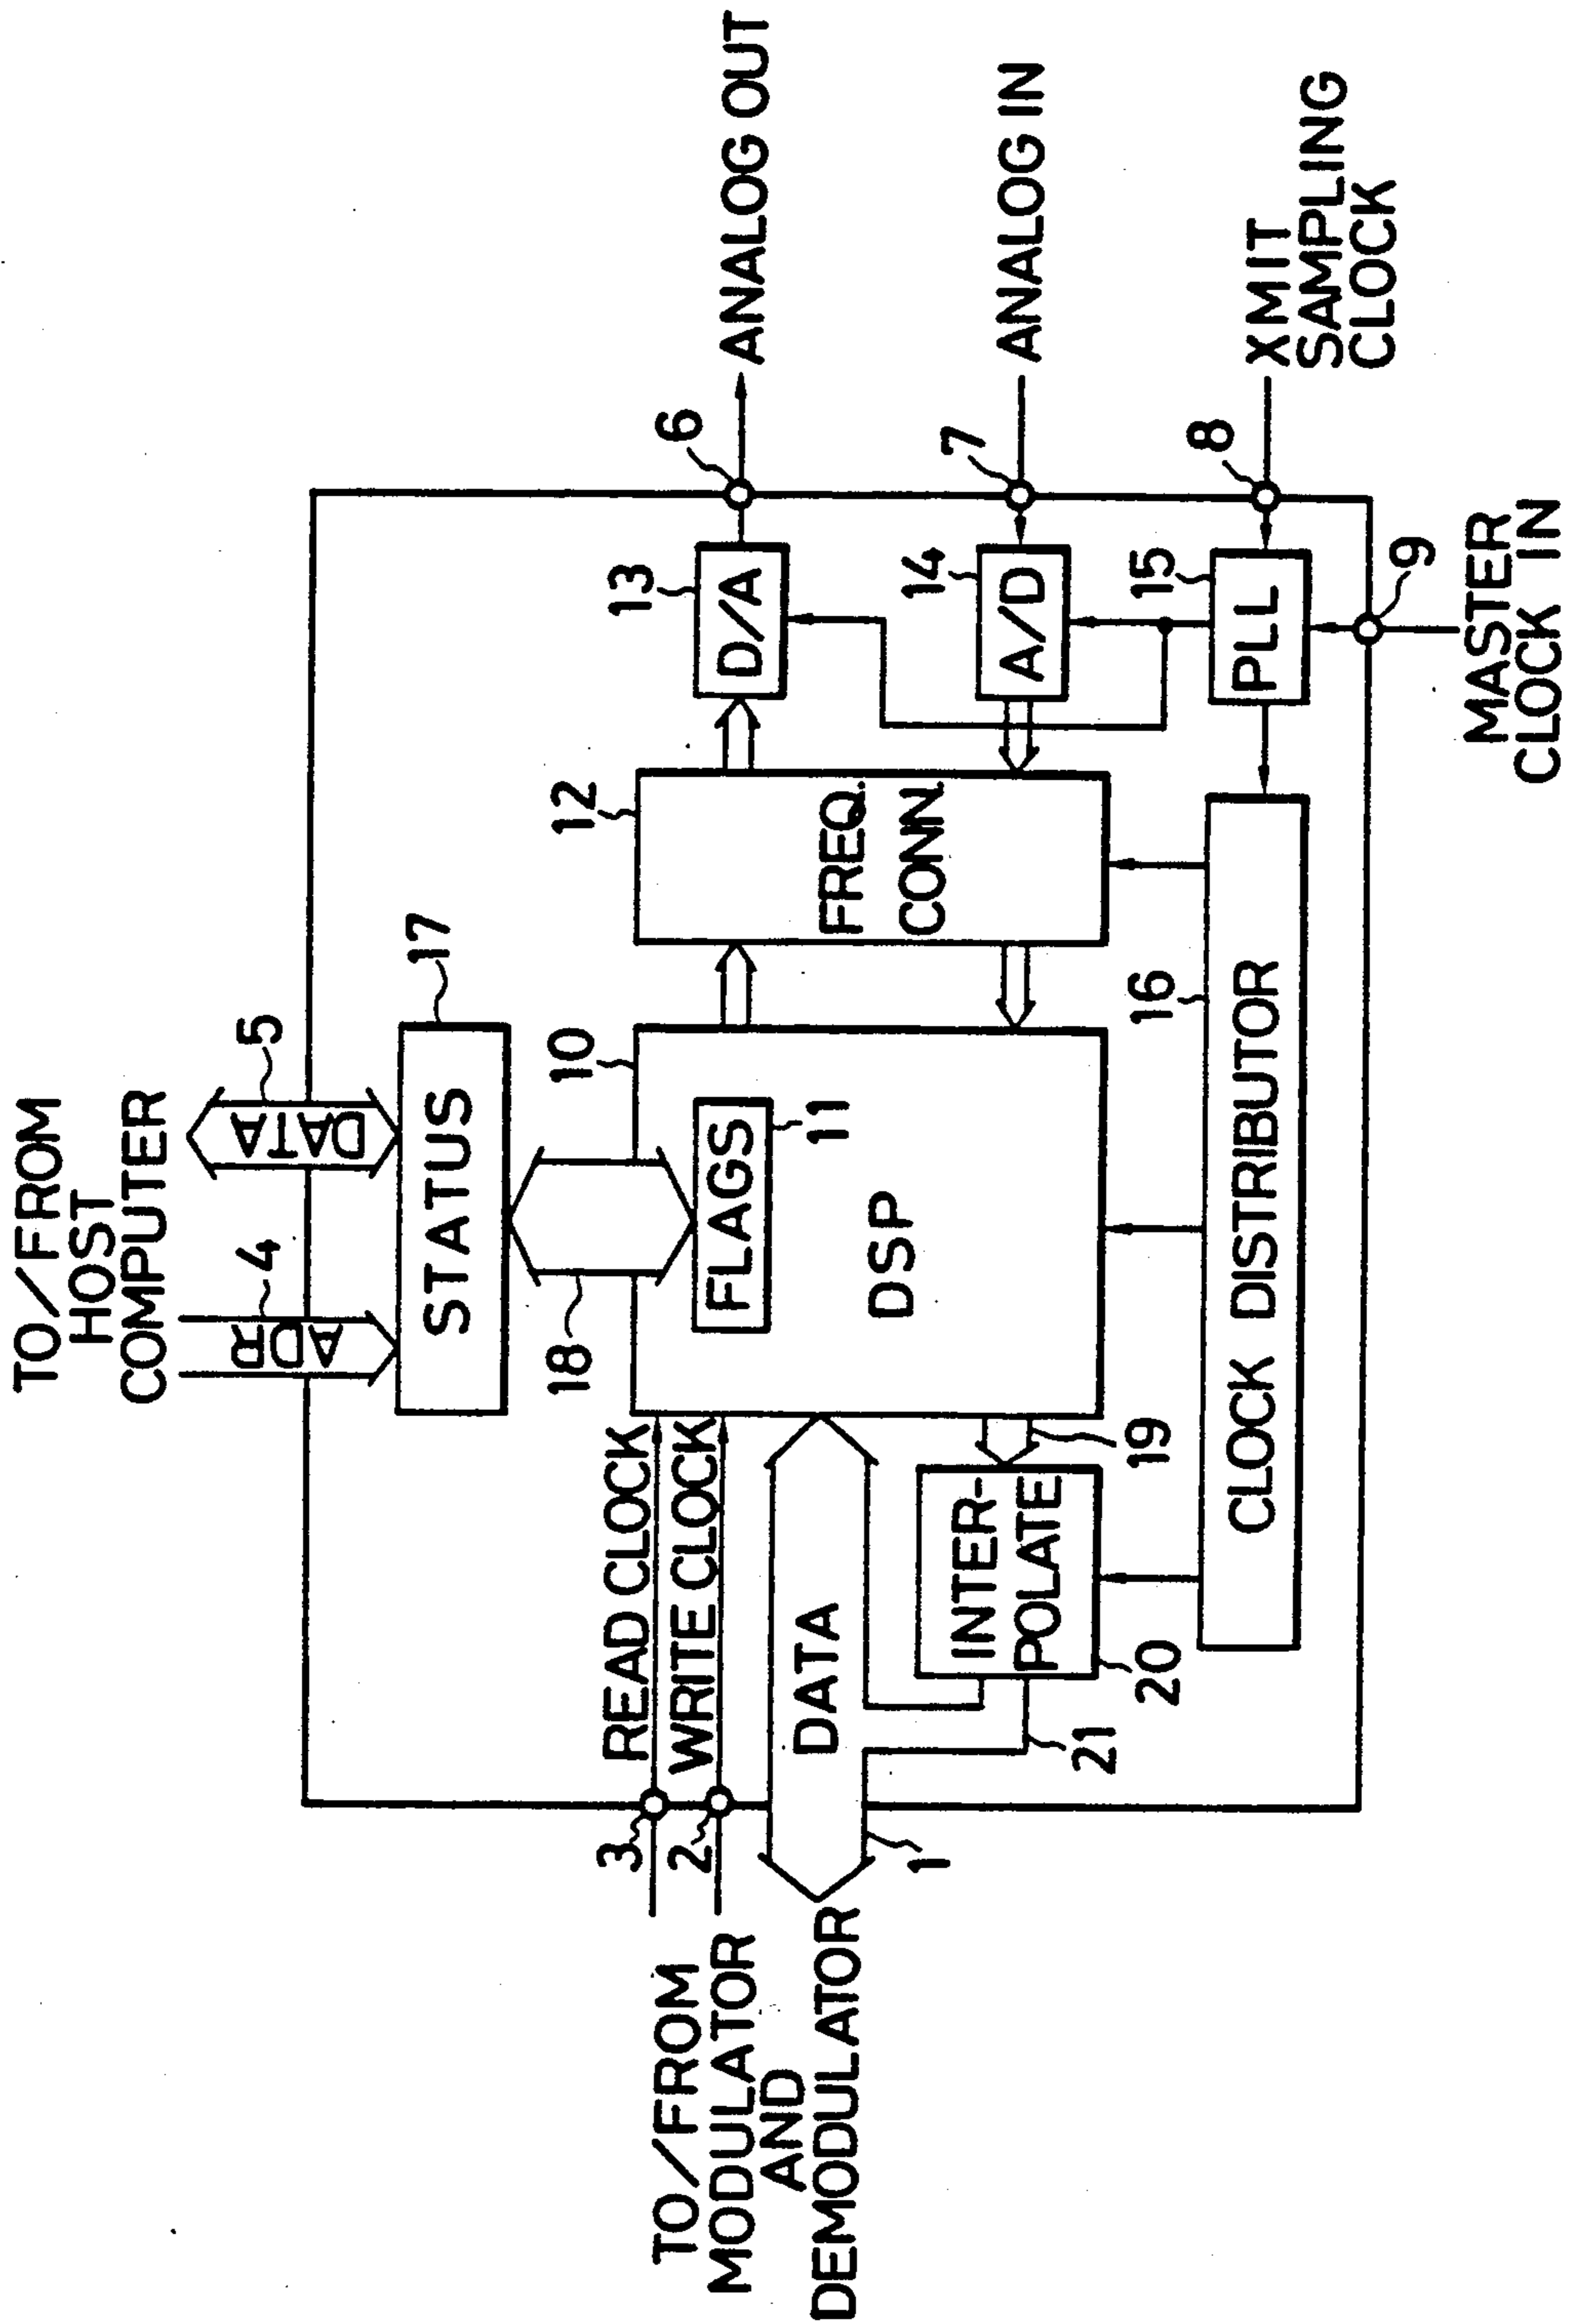 TO/FROM
HOST
COMPUTER
4
ADR
5
DATA
STATUS
17
18
10
FLAGS
11
DSP
READ CLOCK
WRITE CLOCK
3
2
TO/FROM
MODULATOR
AND
DEMODULATOR
DATA
1
INTER-
POLATE
19
20
21
12
FREQ.
CONN.
13
D/A
6
ANALOG OUT
14
A/D
7
ANALOG IN
15
PLL
8
XMIT
SAMPLING
CLOCK
16
CLOCK DISTRIBUTOR
9
MASTER
CLOCK IN